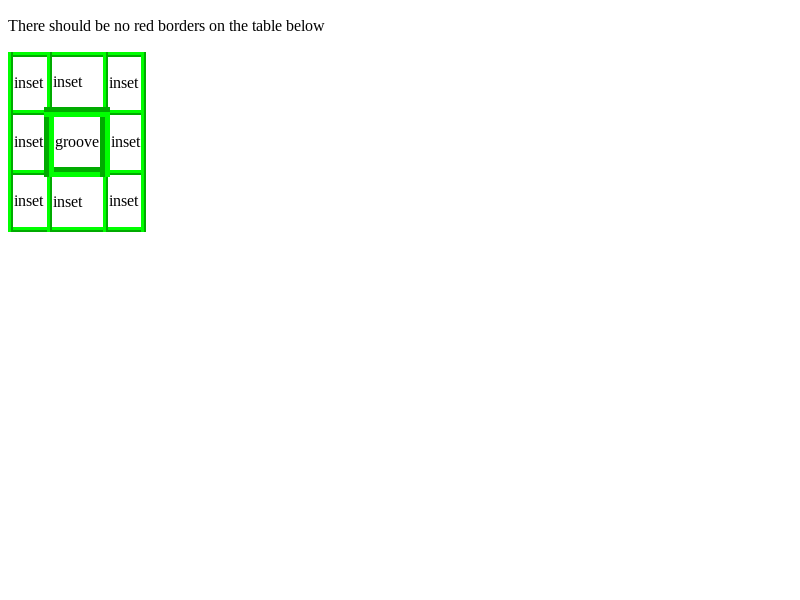 There should be no red borders on the table below
inset inset inset
inset groove inset
inset inset inset